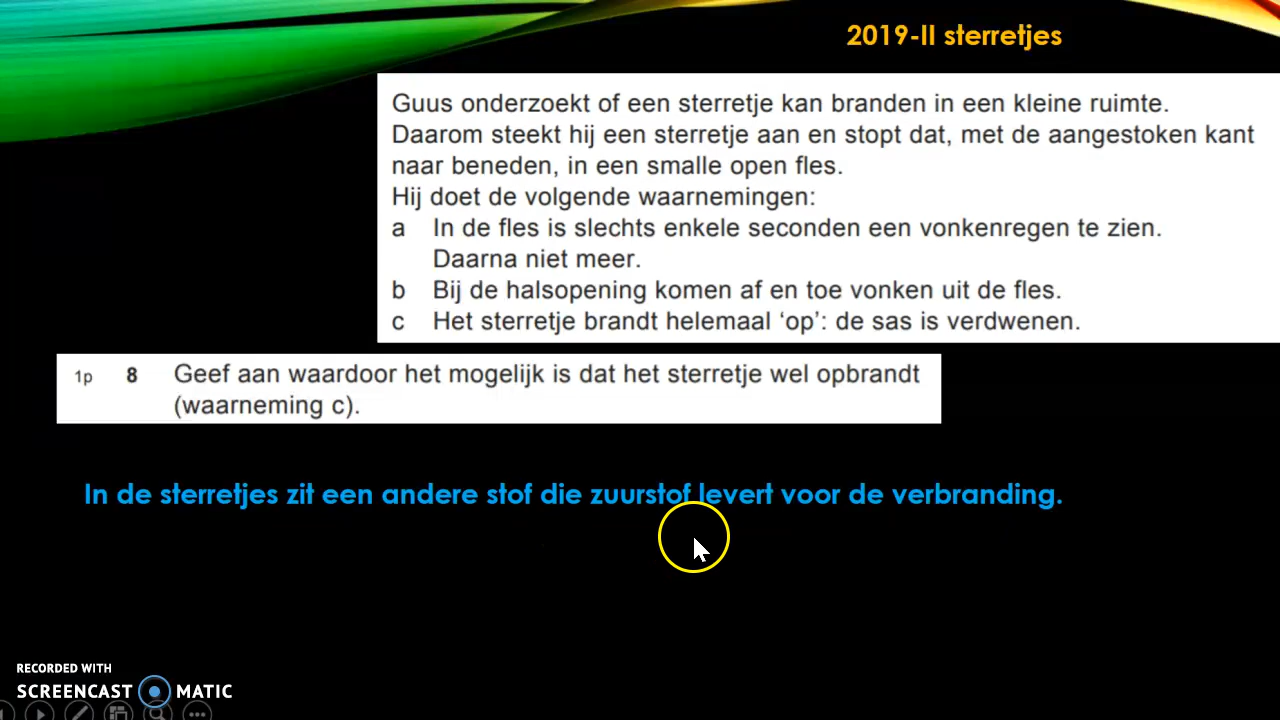 2019-II sterretjes
Guus onderzoekt of een sterretje kan branden in een kleine ruimte.
Daarom steekt hij een sterretje aan en stopt dat, met de aangestoken kant
naar beneden, in een smalle open fles.
Hij doet de volgende waarnemingen:
a In de fles is slechts enkele seconden een vonkenregen te zien.
Daarna niet meer.
b Bij de halsopening komen af en toe vonken uit de fles.
c Het sterretje brandt helemaal ‘op’: de sas is verdwenen.
1p 8 Geef aan waardoor het mogelijk is dat het sterretje wel opbrandt
(waarneming c).
In de sterretjes zit een andere stof die zuurstof levert voor de verbranding.
RECORDED WITH
SCREENCAST MATIC